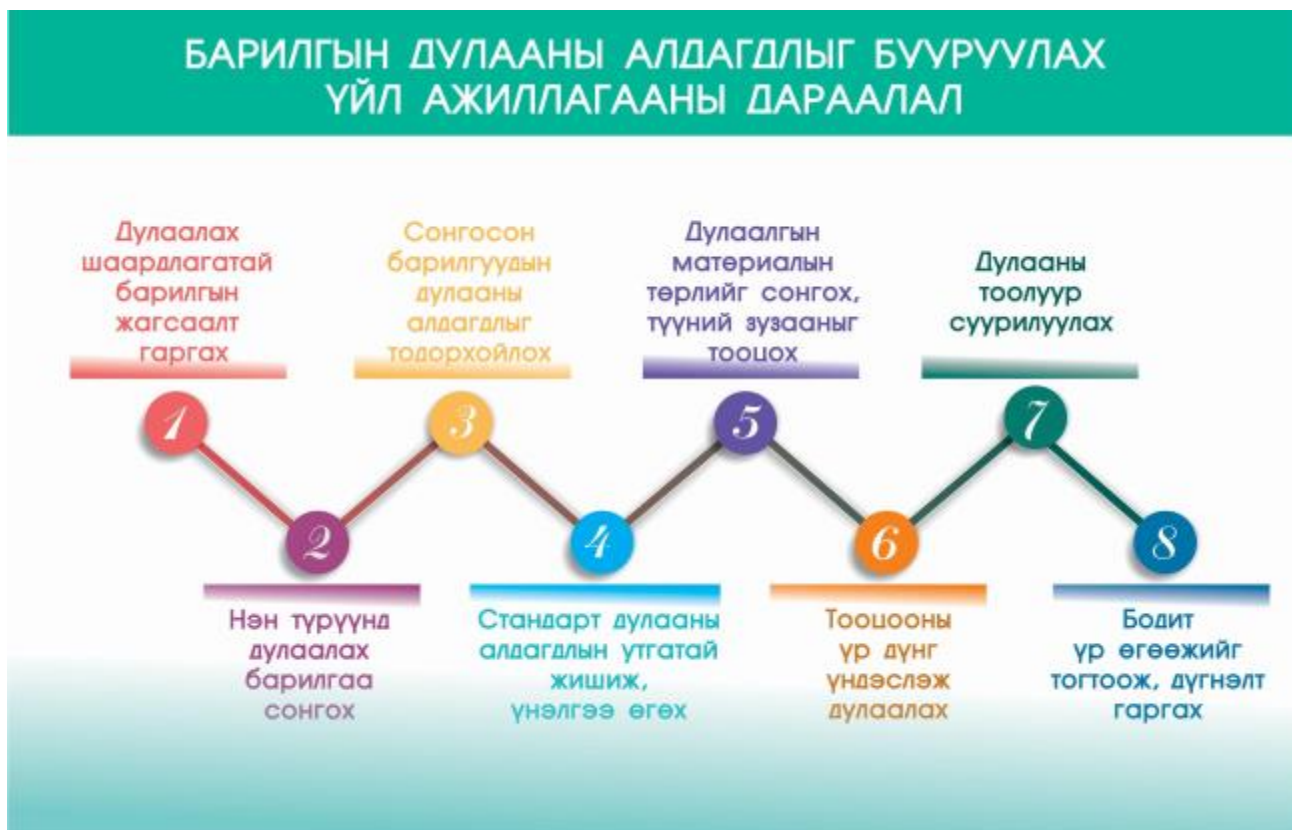 БАРИЛГЫН ДУЛААНЫ АЛДАГДЛЫГ БУУРУУЛАХ
ҮЙЛ АЖИЛЛАГААНЫ ДАРААЛАЛ
Дулаалах
шаардлагатай
барилгын
жагсаалт
гаргах
1
Нэн түрүүнд
дулаалах
барилгаа
сонгох
2
Сонгосон
барилгуудын
дулааны
алдагдлыг
тодорхойлох
3
Стандарт дулааны
алдагдлын утгатай
жишиж,
үнэлгээ өгөх
4
Дулаалгын
материалын
төрлийг сонгох,
түүний зузааныг
тооцох
5
Тооцооны
үр дүнг
үндэслэж
дулаалах
6
Дулааны
тоолуур
суурилуулах
7
Бодит
үр өгөөжийг
тогтоож, дүгнэлт
гаргах
8